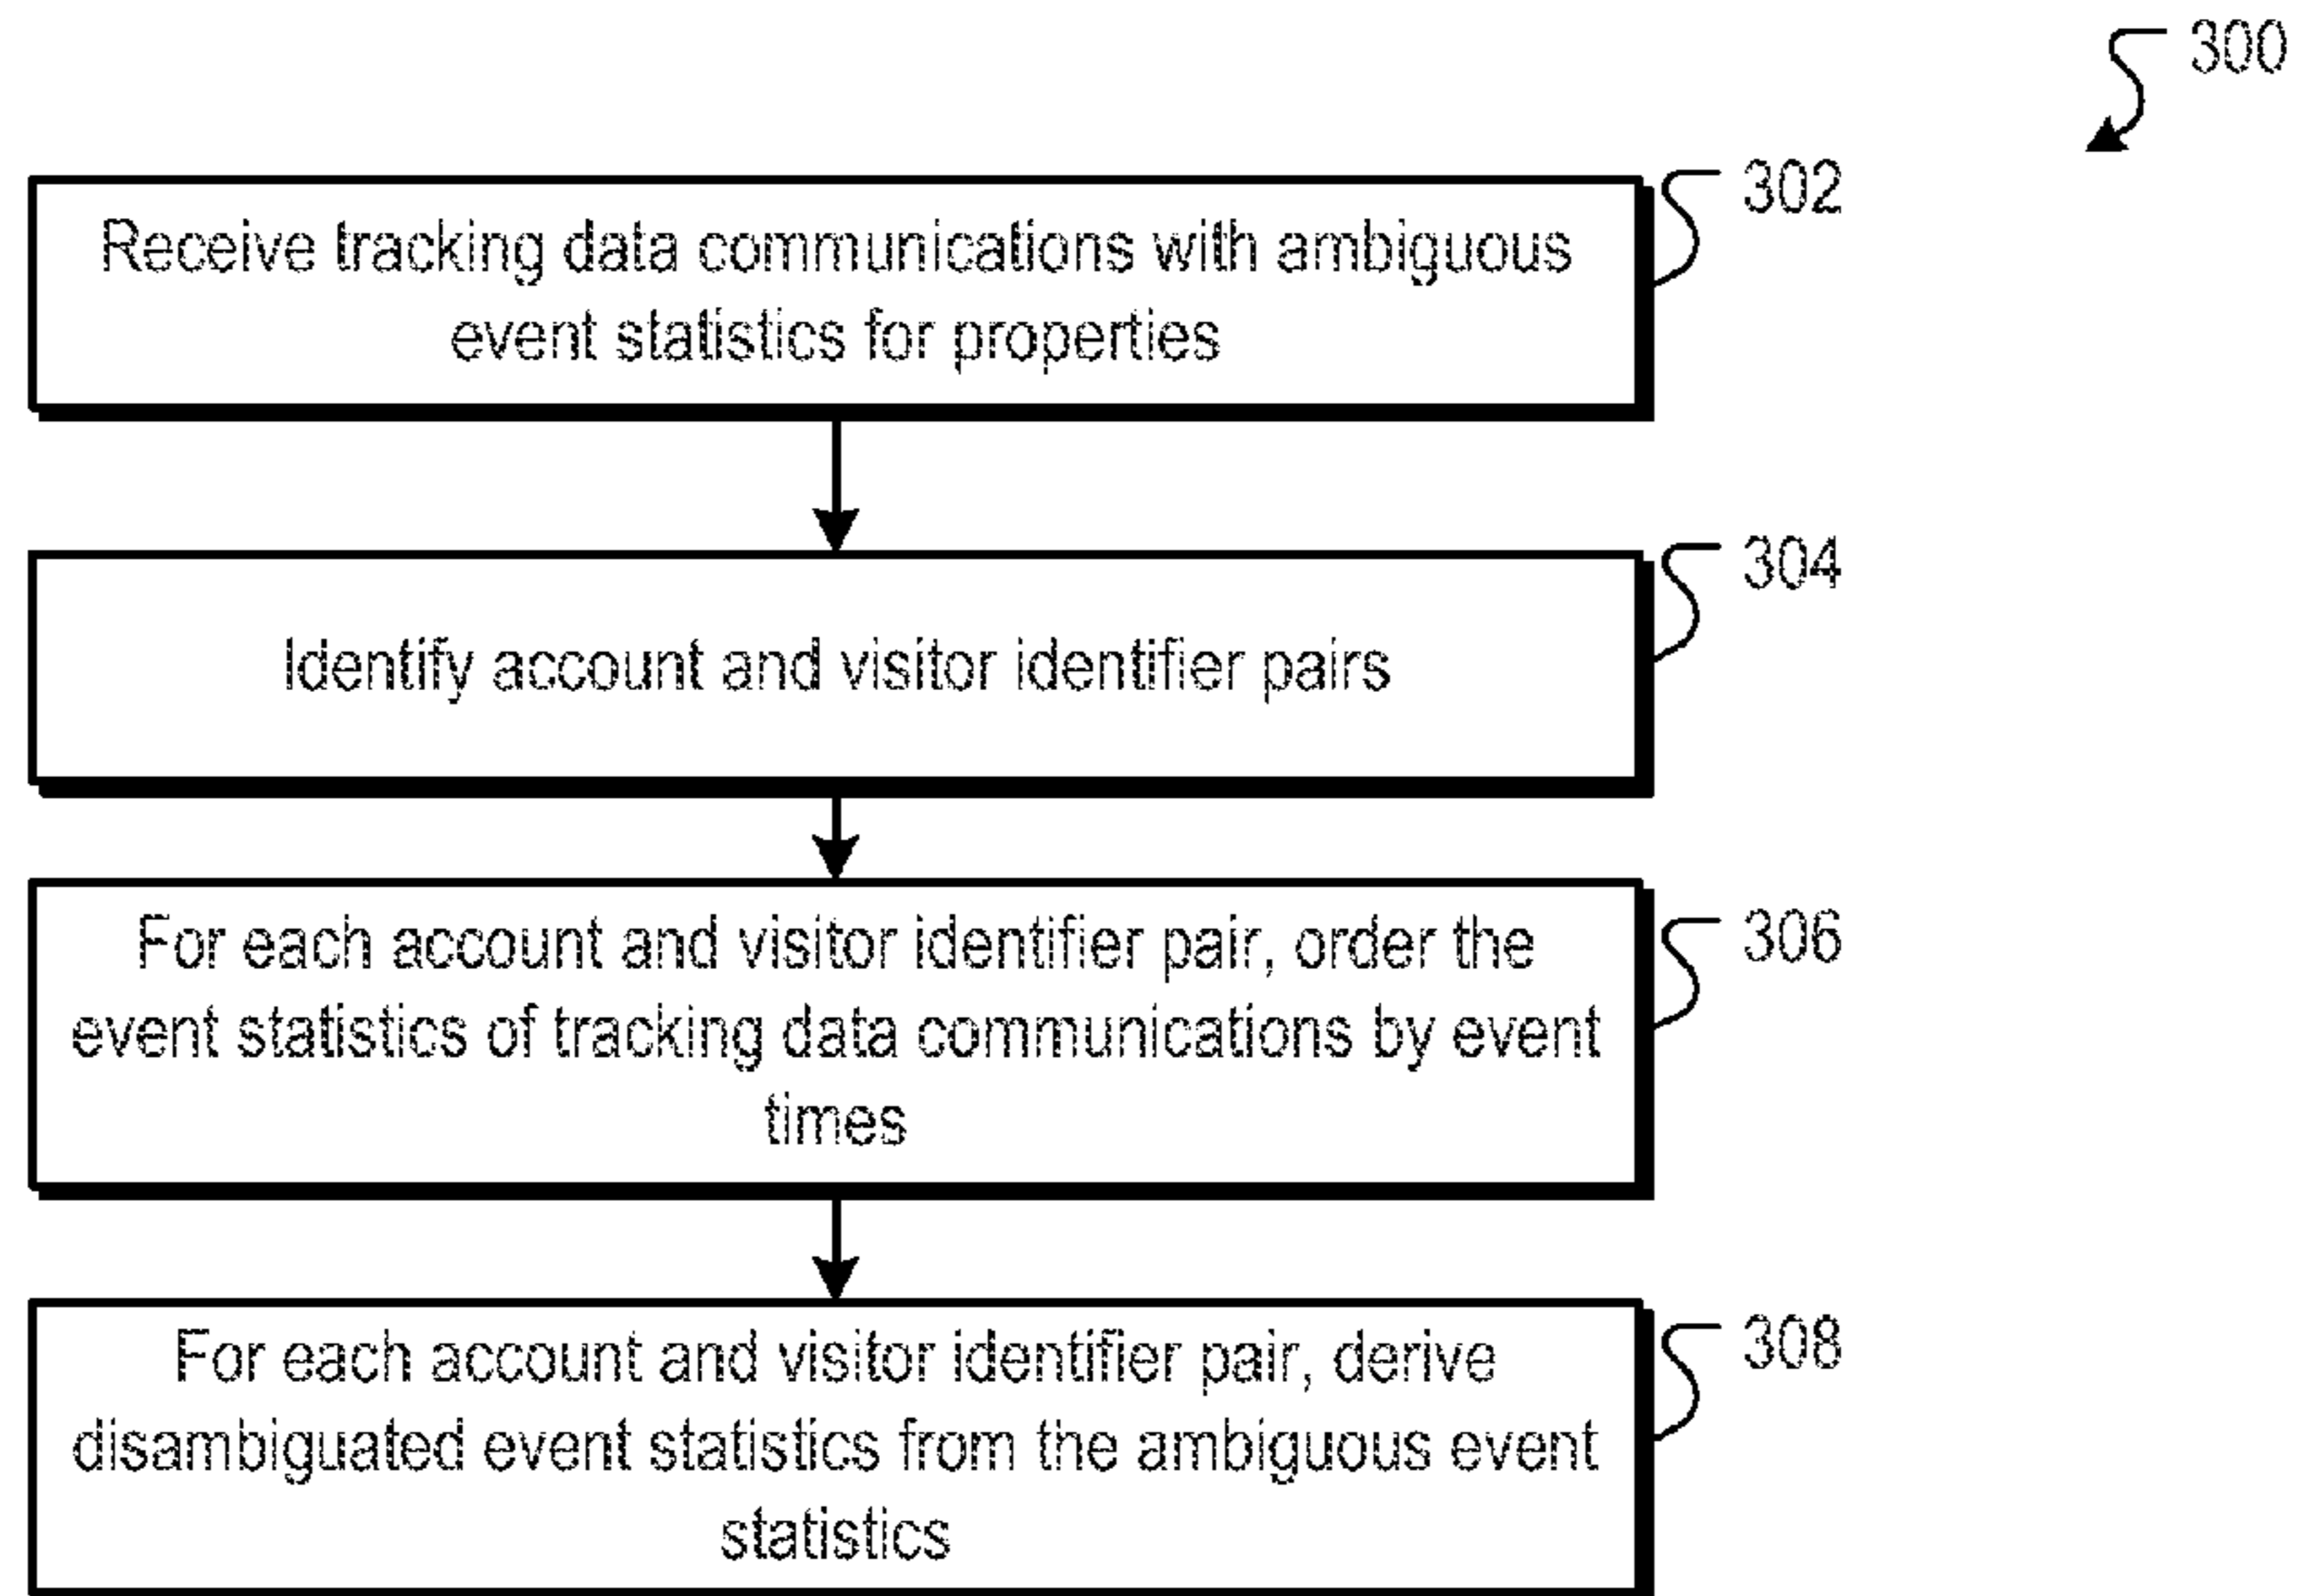 300
302
Receive tracking data communications with ambiguous
event statistics for properties
304
Identify account and visitor identifier pairs
306
For each account and visitor identifier pair, order the
event statistics of tracking data communications by event
times
308
For each account and visitor identifier pair, derive
disambiguated event statistics from the ambiguous event
statistics